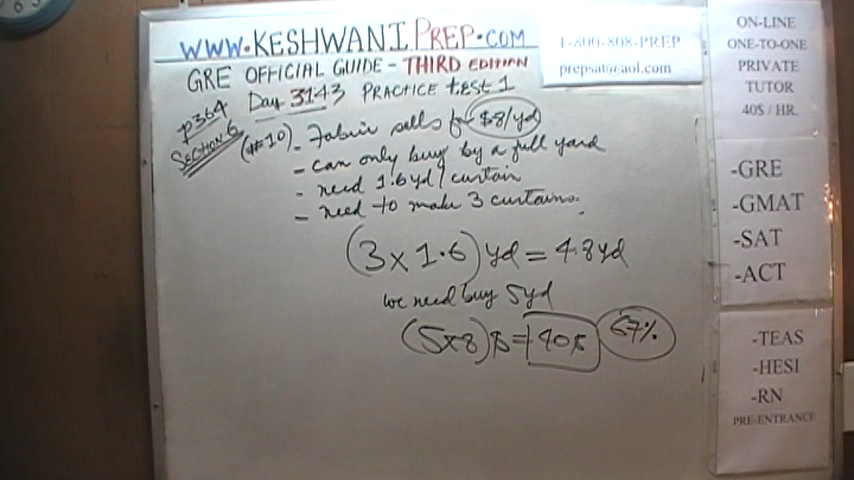 WWW.KESHWANIPREP.COM
GRE OFFICIAL GUIDE - THIRD EDITION
p364 Day 3143 PRACTICE test 1
SECTION 6
(#10) - Fabric sells for $8/yd
- can only buy by a full yard
- need 1.6yd/curtain
- need to make 3 curtains.
(3 x 1.6) yd = 4.8yd
we need buy 5yd
(5x8)$ = 40$ 67%
1-800-808-PREP
prepsat@aol.com
ON-LINE
ONE-TO-ONE
PRIVATE
TUTOR
40$ / HR.
-GRE
-GMAT
-SAT
-ACT
-TEAS
-HESI
-RN
PRE-ENTRANCE